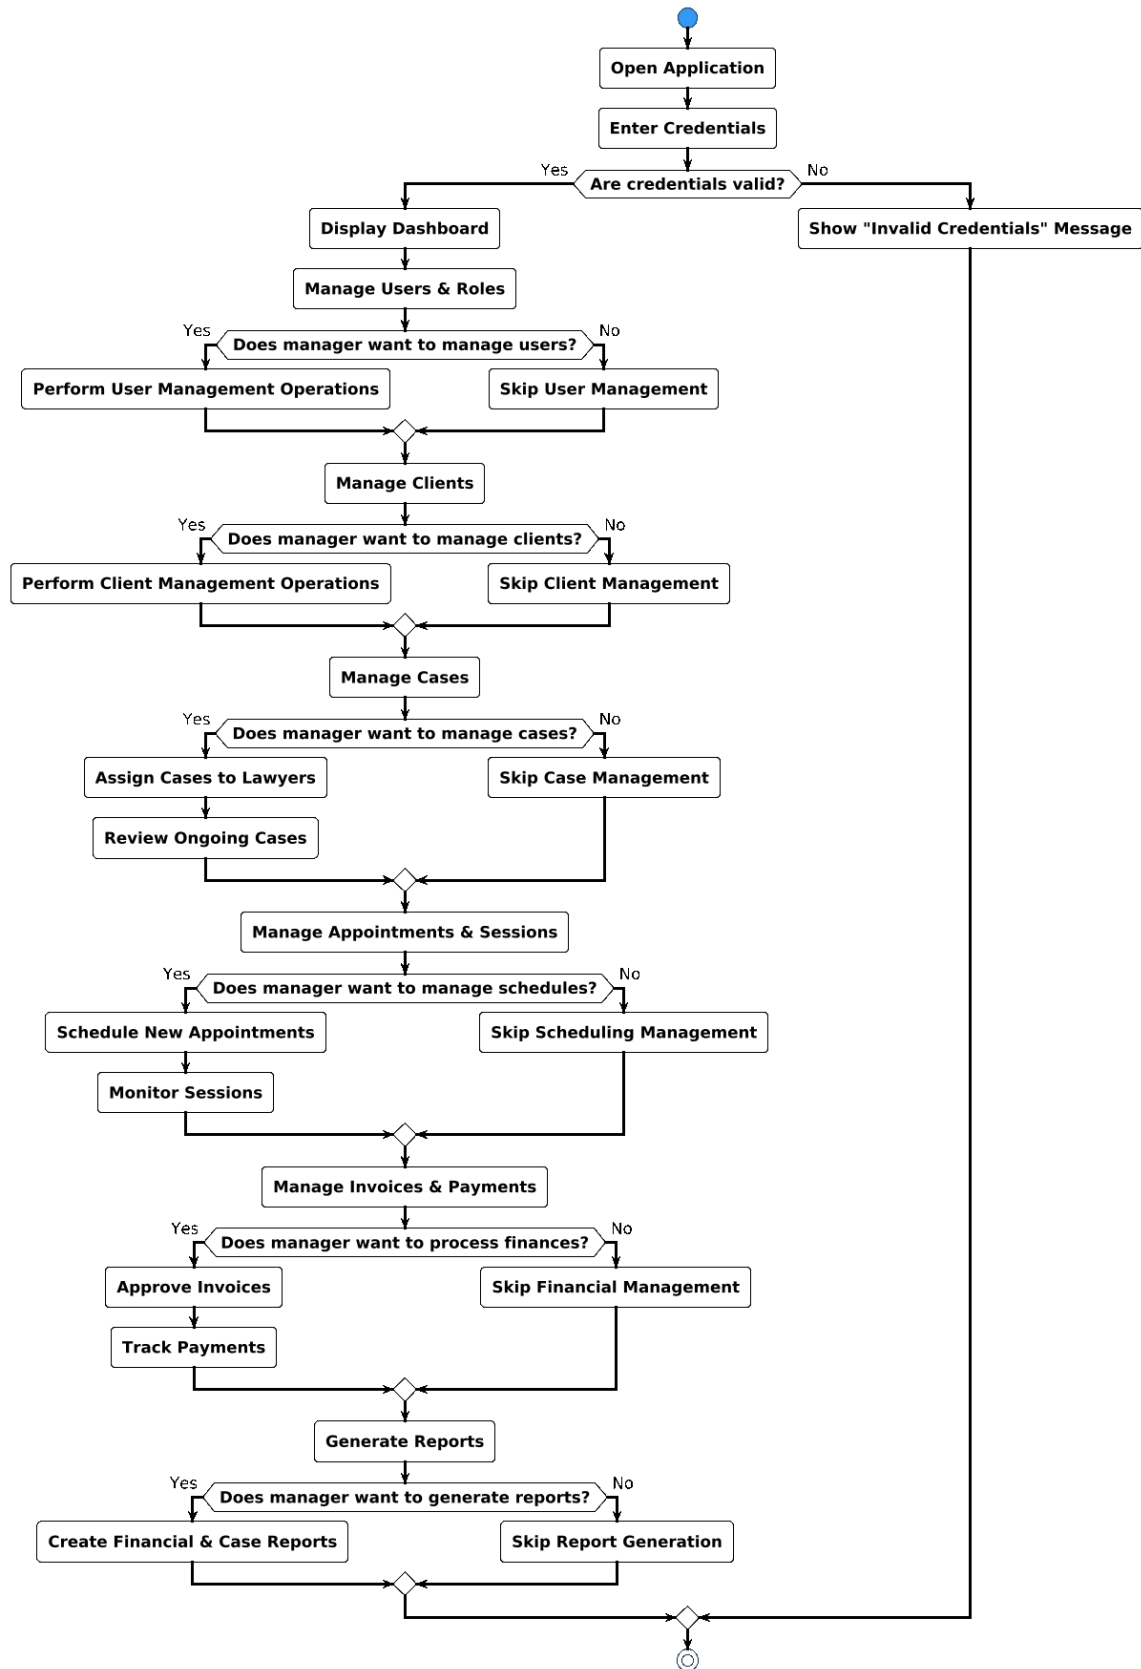 Open Application
Enter Credentials
Yes
Are credentials valid?
No
Display Dashboard
Show "Invalid Credentials" Message
Manage Users & Roles
Yes
Does manager want to manage users?
No
Perform User Management Operations
Skip User Management
Manage Clients
Yes
Does manager want to manage clients?
No
Perform Client Management Operations
Skip Client Management
Manage Cases
Yes
Does manager want to manage cases?
No
Assign Cases to Lawyers
Skip Case Management
Review Ongoing Cases
Manage Appointments & Sessions
Yes
Does manager want to manage schedules?
No
Schedule New Appointments
Skip Scheduling Management
Monitor Sessions
Manage Invoices & Payments
Yes
Does manager want to process finances?
No
Approve Invoices
Skip Financial Management
Track Payments
Generate Reports
Yes
Does manager want to generate reports?
No
Create Financial & Case Reports
Skip Report Generation